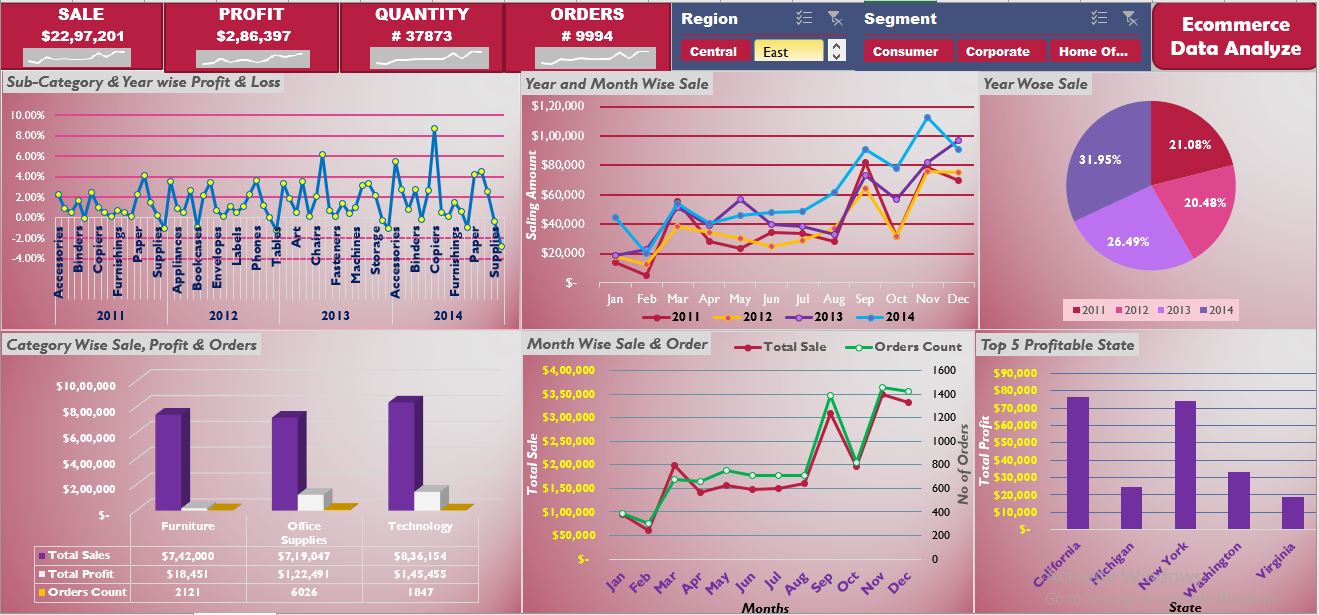 SALE
$22,97,201
PROFIT
$2,86,397
QUANTITY
# 37873
ORDERS
# 9994
Region
Central
East
Segment
Consumer
Corporate
Home Of...
Ecommerce
Data Analyze
Sub-Category & Year wise Profit & Loss
10.00%
8.00%
6.00%
4.00%
2.00%
0.00%
-2.00%
-4.00%
Accessories
Binders
Copiers
Furnishings
Paper
Supplies
Appliances
Bookcases
Envelopes
Labels
Phones
Tables
Art
Chairs
Fasteners
Machines
Storage
Accessories
Binders
Copiers
Furnishings
Paper
Supplies
2011 2012 2013 2014
Year and Month Wise Sale
Saling Amount
$1,20,000
$1,00,000
$80,000
$60,000
$40,000
$20,000
$-
Jan Feb Mar Apr May Jun Jul Aug Sep Oct Nov Dec
2011 2012 2013 2014
Year Wose Sale
31.95%
21.08%
20.48%
26.49%
2011 2012 2013 2014
Category Wise Sale, Profit & Orders
$10,00,000
$8,00,000
$6,00,000
$4,00,000
$2,00,000
$-
Furniture
Office
Supplies
Technology
Total Sales $7,42,000 $7,19,047 $8,36,154
Total Profit $18,451 $1,22,491 $1,45,455
Orders Count 2121 6026 1847
Month Wise Sale & Order
Total Sale Orders Count
Total Sale
$4,00,000
$3,50,000
$3,00,000
$2,50,000
$2,00,000
$1,50,000
$1,00,000
$50,000
$-
1600
1400
1200
1000
800
600
400
200
0
No of Orders
Jan Feb Mar Apr May Jun Jul Aug Sep Oct Nov Dec
Months
Top 5 Profitable State
Total Profit
$90,000
$80,000
$70,000
$60,000
$50,000
$40,000
$30,000
$20,000
$10,000
$-
California
Michigan
New York
Washington
Virginia
State